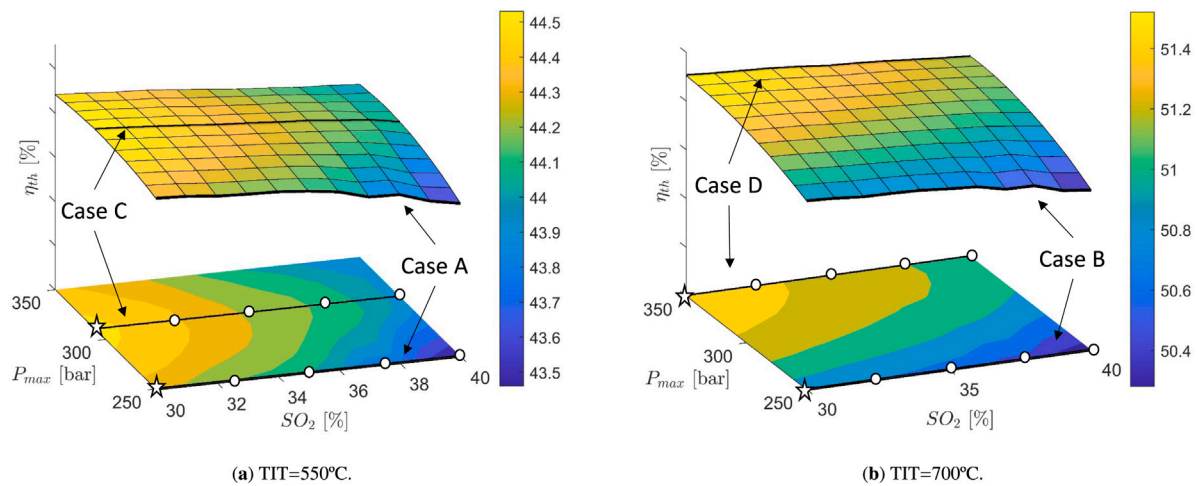 44.5
44.4
44.3
44.2
44.1
44
43.9
43.8
43.7
43.6
43.5
η_th [%]
Case C
Case A
350
300
250
P_max [bar]
30
32
34
36
38
40
SO_2 [%]
(a) TIT=550ºC.
51.4
51.2
51
50.8
50.6
50.4
η_th [%]
Case D
Case B
350
300
250
P_max [bar]
30
35
40
SO_2 [%]
(b) TIT=700ºC.